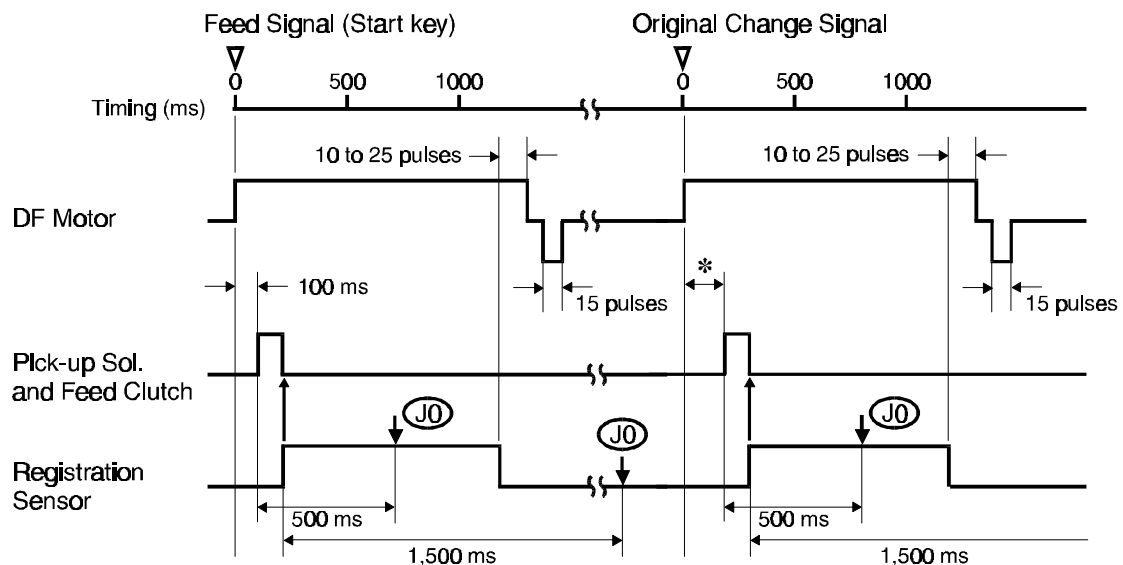 Feed Signal (Start key) Original Change Signal
0 500 1000 0 500 1000
Timing (ms)
10 to 25 pulses 10 to 25 pulses
DF Motor
*
100 ms 15 pulses 15 pulses
PIck-up Sol.
and Feed Clutch
J0 J0
J0
Registration
Sensor
500 ms 500 ms
1,500 ms 1,500 ms